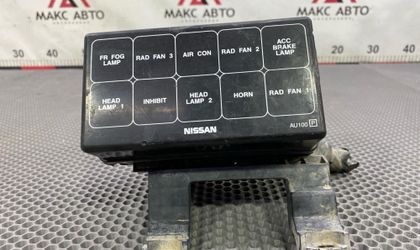 МАКС АВТО
МАКС АВТО
30 40
40 30
FR FOG
LAMP
RAD FAN 3
AIR CON
RAD FAN 2
ACC
BRAKE
LAMP
HEAD
LAMP 1
INHIBIT
HEAD
LAMP 2
HORN
RAD FAN 1
NISSAN
AU100 P